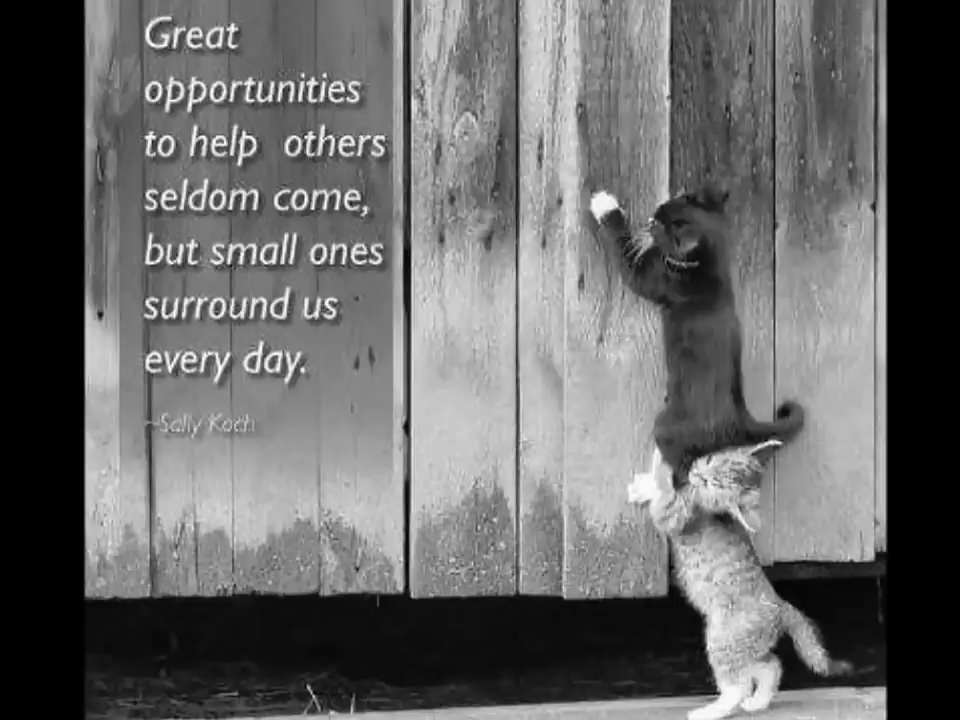 Great
opportunities
to help others
seldom come,
but small ones
surround us
every day.
~Sally Koch